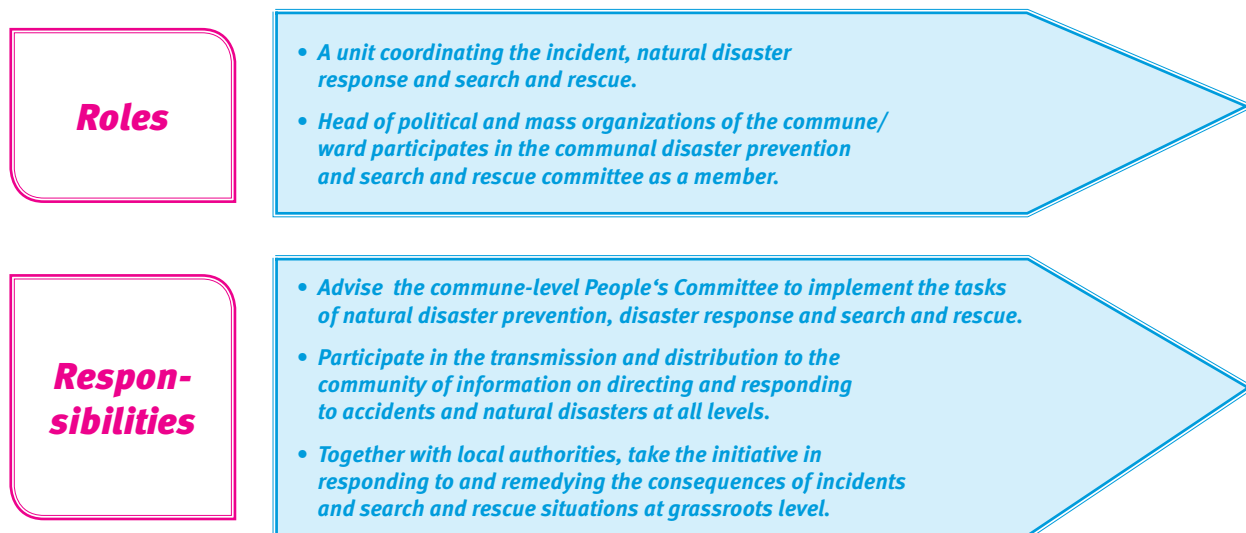 Roles
• A unit coordinating the incident, natural disaster
response and search and rescue.
• Head of political and mass organizations of the commune/
ward participates in the communal disaster prevention
and search and rescue committee as a member.
Respon-
sibilities
• Advise  the commune-level People‘s Committee to implement the tasks
of natural disaster prevention, disaster response and search and rescue.
• Participate in the transmission and distribution to the
community of information on directing and responding
to accidents and natural disasters at all levels.
• Together with local authorities, take the initiative in
responding to and remedying the consequences of incidents
and search and rescue situations at grassroots level.